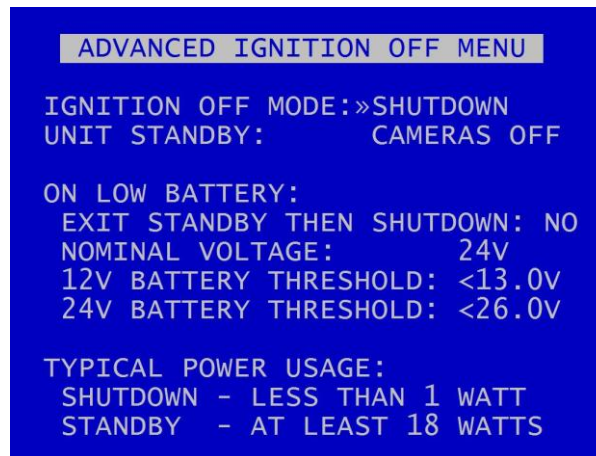 ADVANCED IGNITION OFF MENU
IGNITION OFF MODE:»SHUTDOWN
UNIT STANDBY: CAMERAS OFF
ON LOW BATTERY:
EXIT STANDBY THEN SHUTDOWN: NO
NOMINAL VOLTAGE: 24V
12V BATTERY THRESHOLD: <13.0V
24V BATTERY THRESHOLD: <26.0V
TYPICAL POWER USAGE:
SHUTDOWN - LESS THAN 1 WATT
STANDBY - AT LEAST 18 WATTS